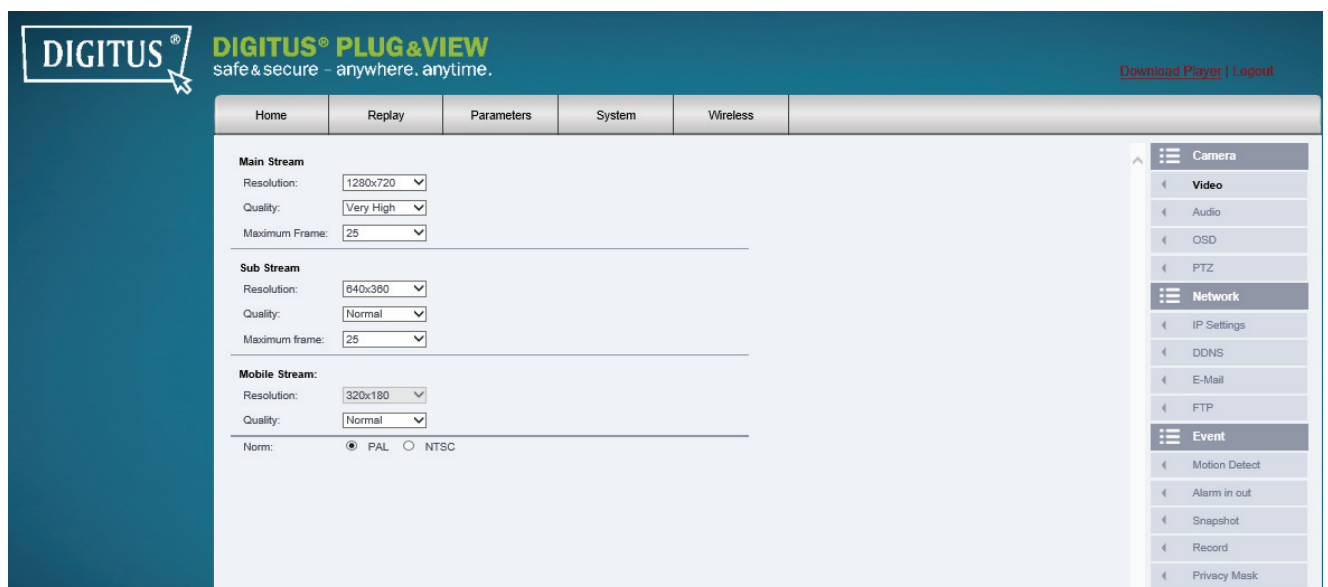 DIGITUS®
DIGITUS® PLUG&VIEW
safe & secure – anywhere. anytime.
Download Player | Logout
Home Replay Parameters System Wireless
Main Stream
Resolution: 1280x720
Quality: Very High
Maximum Frame: 25
Sub Stream
Resolution: 640x360
Quality: Normal
Maximum frame: 25
Mobile Stream:
Resolution: 320x180
Quality: Normal
Norm: PAL NTSC
Camera
Video
Audio
OSD
PTZ
Network
IP Settings
DDNS
E-Mail
FTP
Event
Motion Detect
Alarm in out
Snapshot
Record
Privacy Mask